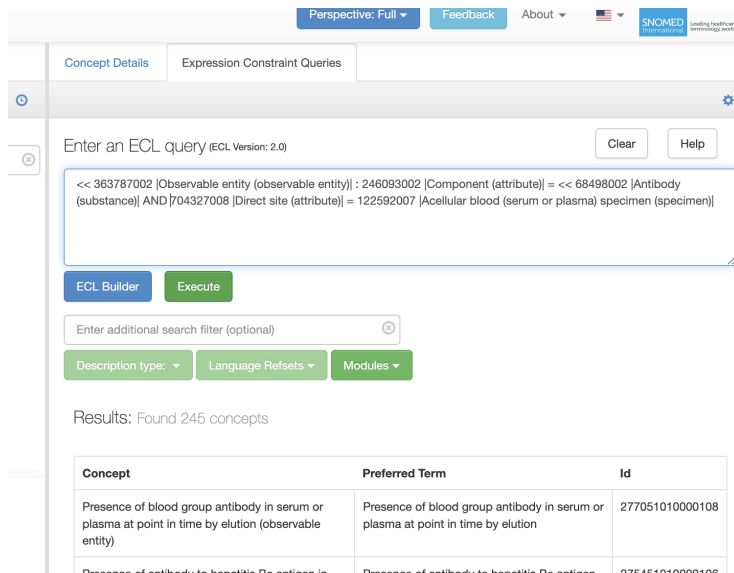 Perspective: Full
Feedback
About
SNOMED International
Leading healthcare
terminology, world
Concept Details
Expression Constraint Queries
Enter an ECL query (ECL Version: 2.0)
Clear
Help
<< 363787002 |Observable entity (observable entity)| : 246093002 |Component (attribute)| = << 68498002 |Antibody
(substance)| AND 704327008 |Direct site (attribute)| = 122592007 |Acellular blood (serum or plasma) specimen (specimen)|
ECL Builder
Execute
Enter additional search filter (optional)
Description type:
Language Refsets
Modules
Results: Found 245 concepts
Concept
Preferred Term
Id
Presence of blood group antibody in serum or
plasma at point in time by elution (observable
entity)
Presence of blood group antibody in serum or
plasma at point in time by elution
277051010000108